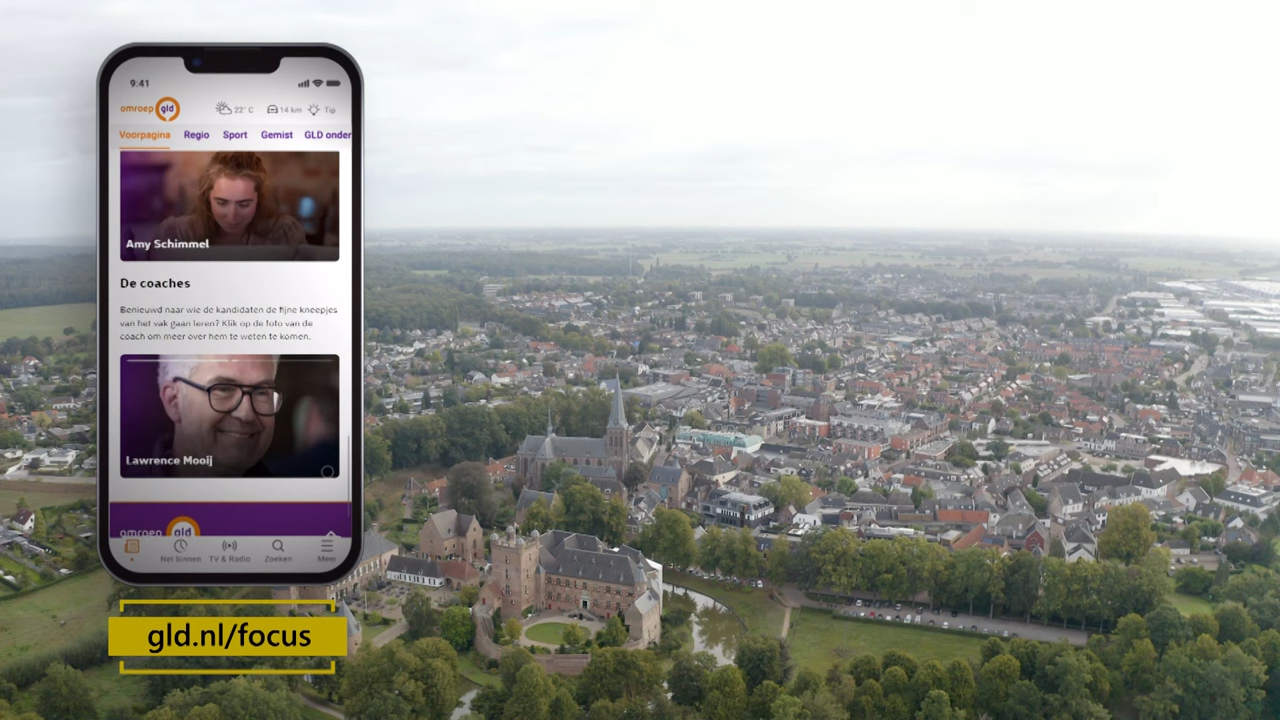 9:41
omroep gld
22° C
14 km
Tip
Voorpagina Regio Sport Gemist GLD onder
Amy Schimmel
De coaches
Benieuwd naar wie de kandidaten de fijne kneepjes
van het vak gaan leren? Klik op de foto van de
coach om meer over hem te weten te komen.
Lawrence Mooij
omroep gld
Net binnen TV & Radio Zoeken Meer
gld.nl/focus